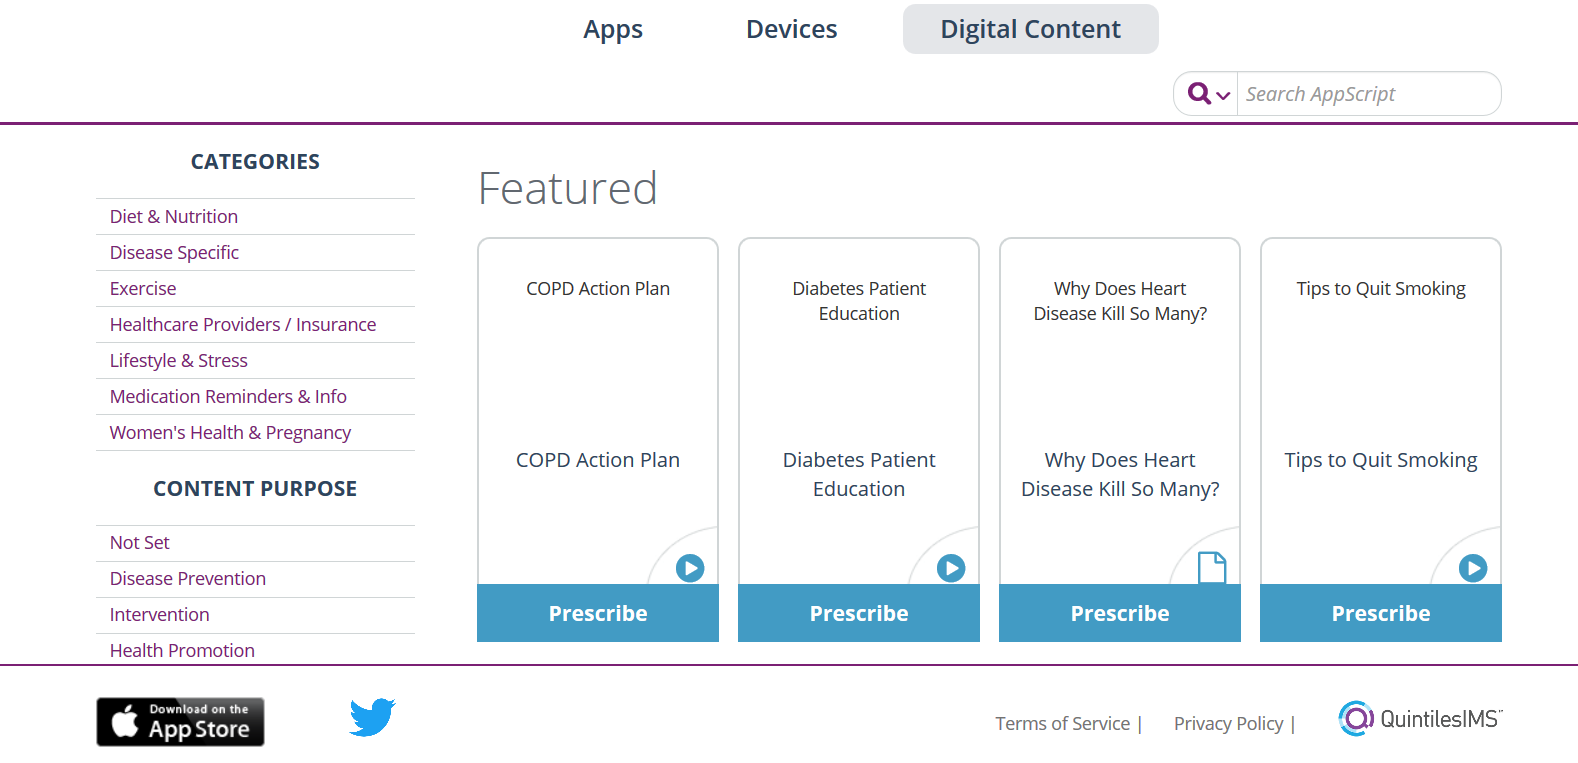 Apps
Devices
Digital Content
Search AppScript
CATEGORIES
Diet & Nutrition
Disease Specific
Exercise
Healthcare Providers / Insurance
Lifestyle & Stress
Medication Reminders & Info
Women's Health & Pregnancy
CONTENT PURPOSE
Not Set
Disease Prevention
Intervention
Health Promotion
Featured
COPD Action Plan
COPD Action Plan
Prescribe
Diabetes Patient
Education
Diabetes Patient
Education
Prescribe
Why Does Heart
Disease Kill So Many?
Why Does Heart
Disease Kill So Many?
Prescribe
Tips to Quit Smoking
Tips to Quit Smoking
Prescribe
Download on the
App Store
Terms of Service |
Privacy Policy |
QuintilesIMS™